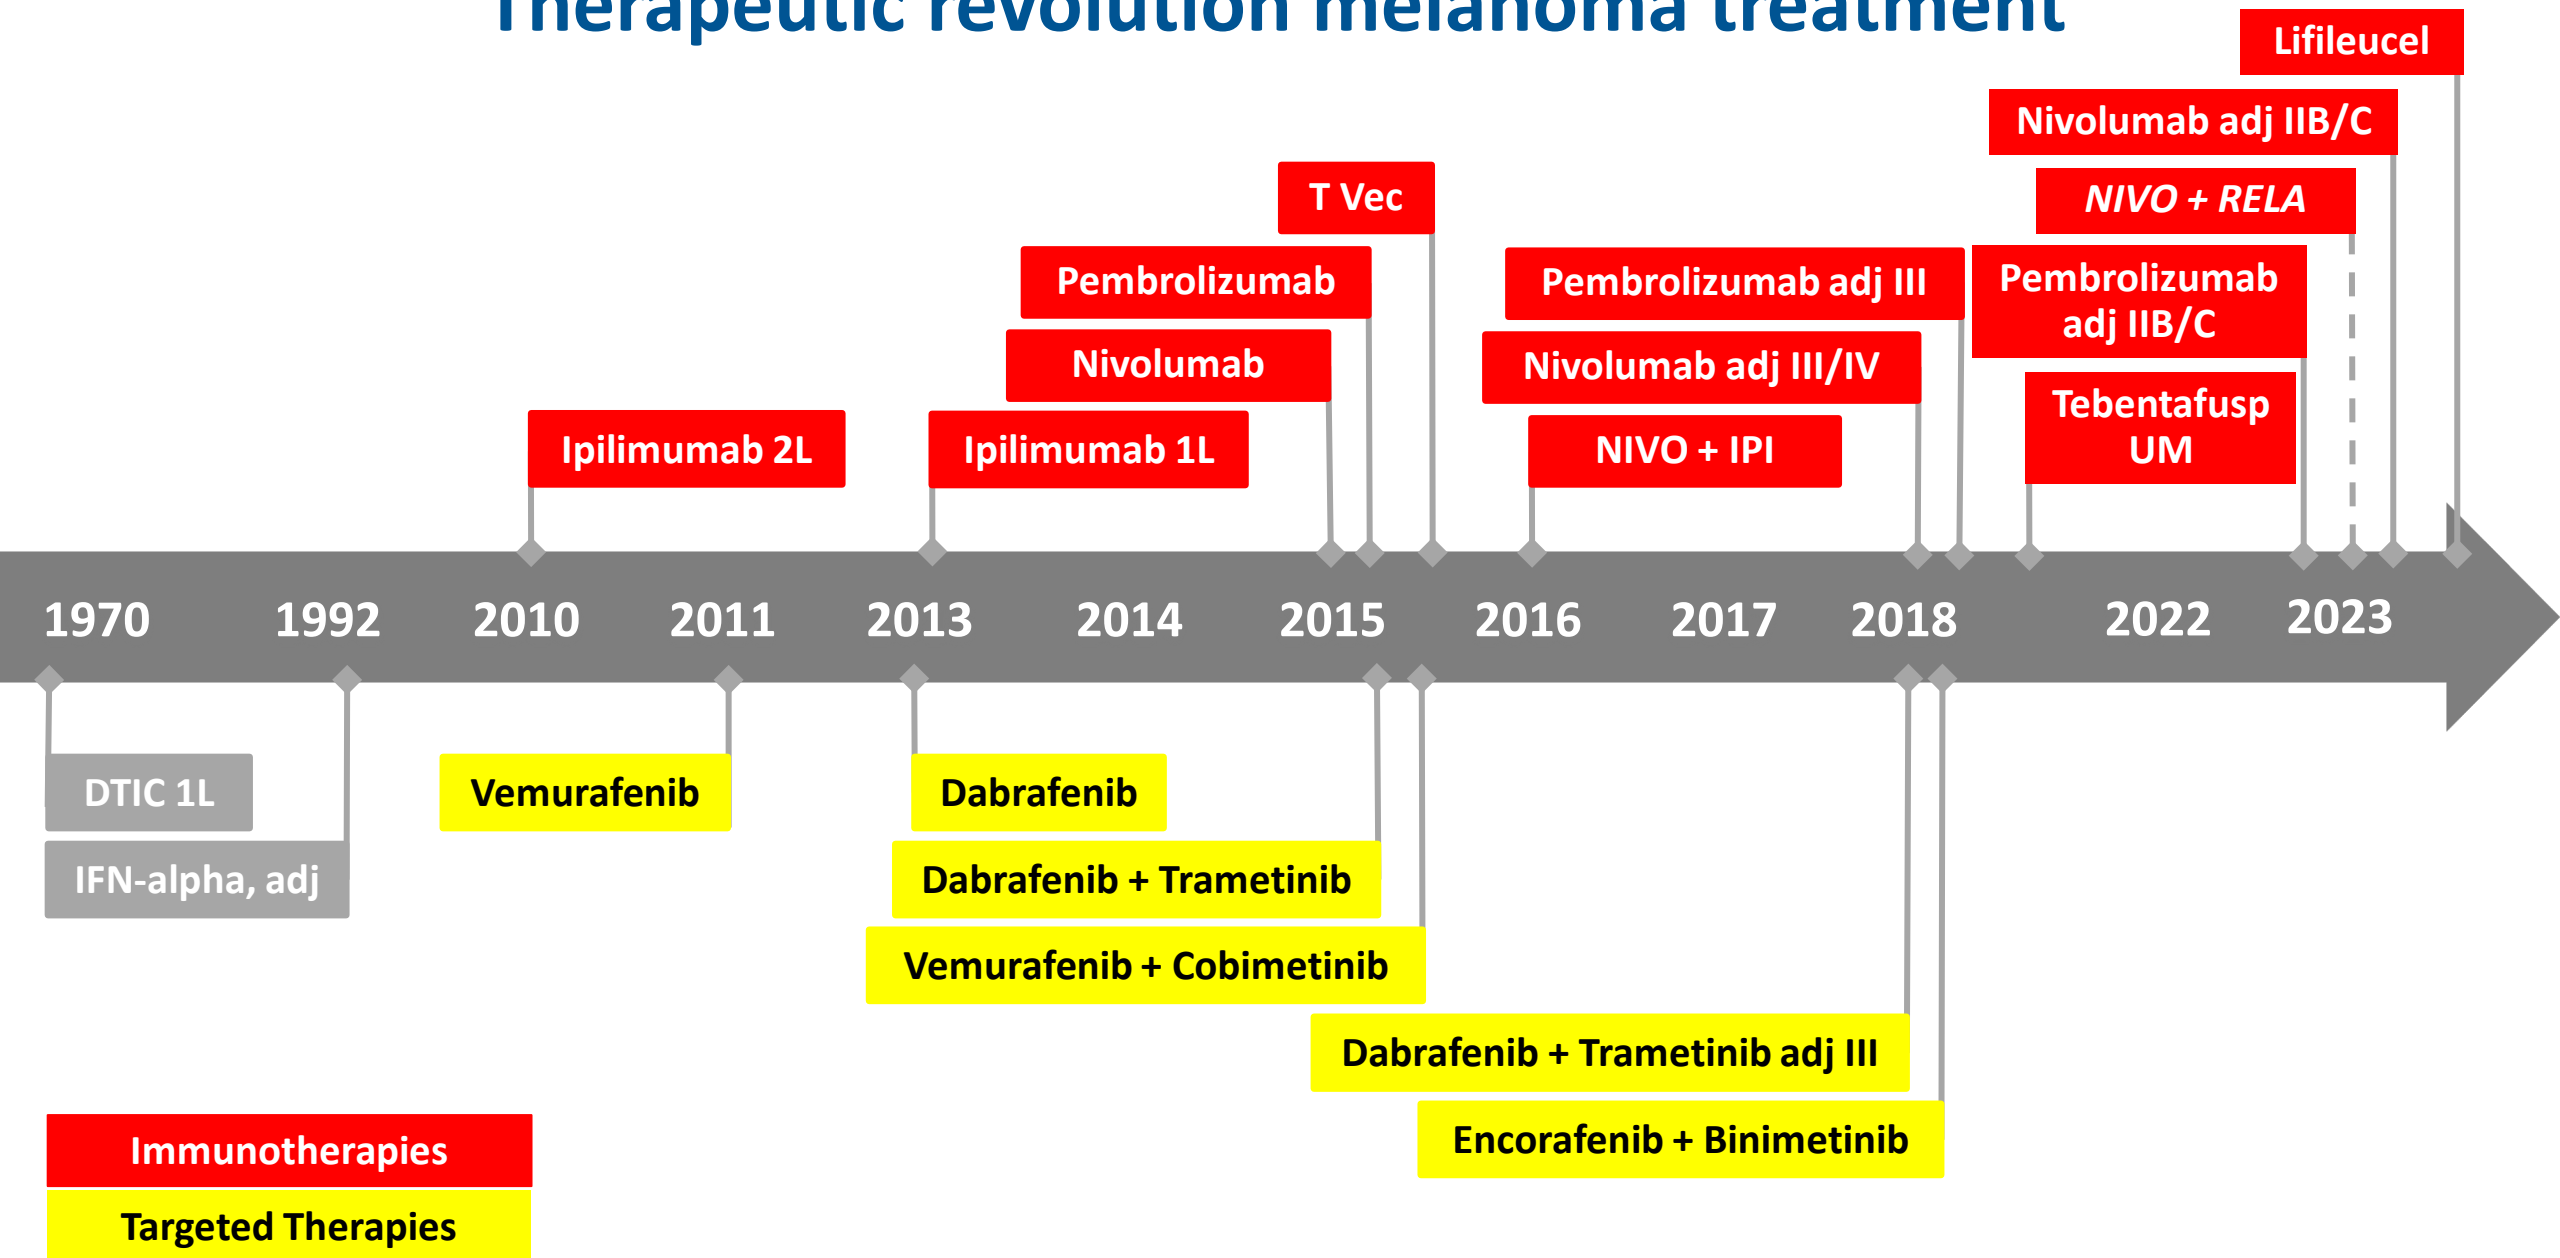 Therapeutic revolution melanoma treatment
Lifileucel
Nivolumab adj IIB/C
T Vec
NIVO + RELA
Pembrolizumab
Pembrolizumab adj III
Pembrolizumab
adj IIB/C
Nivolumab
Nivolumab adj III/IV
Tebentafusp
UM
Ipilimumab 2L
Ipilimumab 1L
NIVO + IPI
1970
1992
2010
2011
2013
2014
2015
2016
2017
2018
2022
2023
DTIC 1L
Vemurafenib
Dabrafenib
IFN-alpha, adj
Dabrafenib + Trametinib
Vemurafenib + Cobimetinib
Dabrafenib + Trametinib adj III
Encorafenib + Binimetinib
Immunotherapies
Targeted Therapies